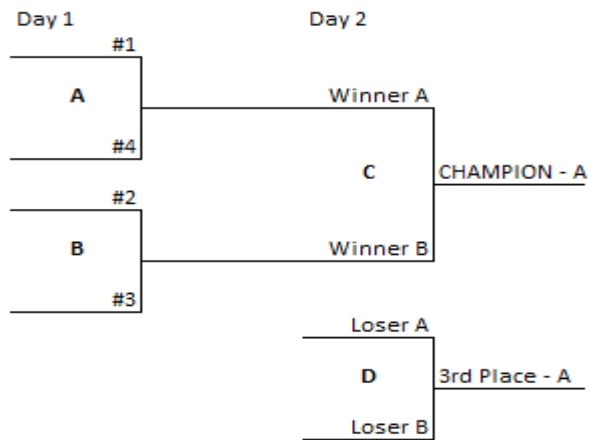 Day 1 Day 2
#1
A
Winner A
#4
C
CHAMPION - A
#2
B
Winner B
#3
Loser A
D
3rd Place - A
Loser B